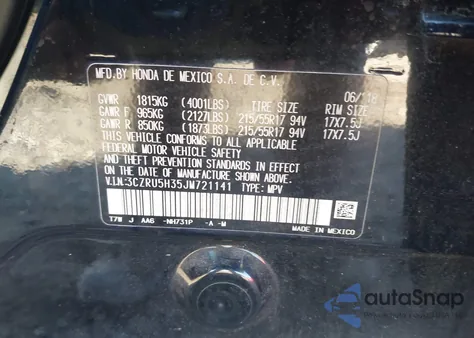 MFD.BY HONDA DE MEXICO S.A. DE C.V. 06/18
GVWR 1815KG (4001LBS) TIRE SIZE RIM SIZE
GAWR F 965KG (2127LBS) 215/55R17 94V 17X7.5J
GAWR R 850KG (1873LBS) 215/55R17 94V 17X7.5J
THIS VEHICLE CONFORMS TO ALL APPLICABLE
FEDERAL MOTOR VEHICLE SAFETY, BUMPER,
AND THEFT PREVENTION STANDARDS IN EFFECT
ON THE DATE OF MANUFACTURE SHOWN ABOVE.
V.I.N:3CZRU5H35JM721141 TYPE: MPV
T7W J AA6 -NH731P -A -M MADE IN MEXICO
autoSnap